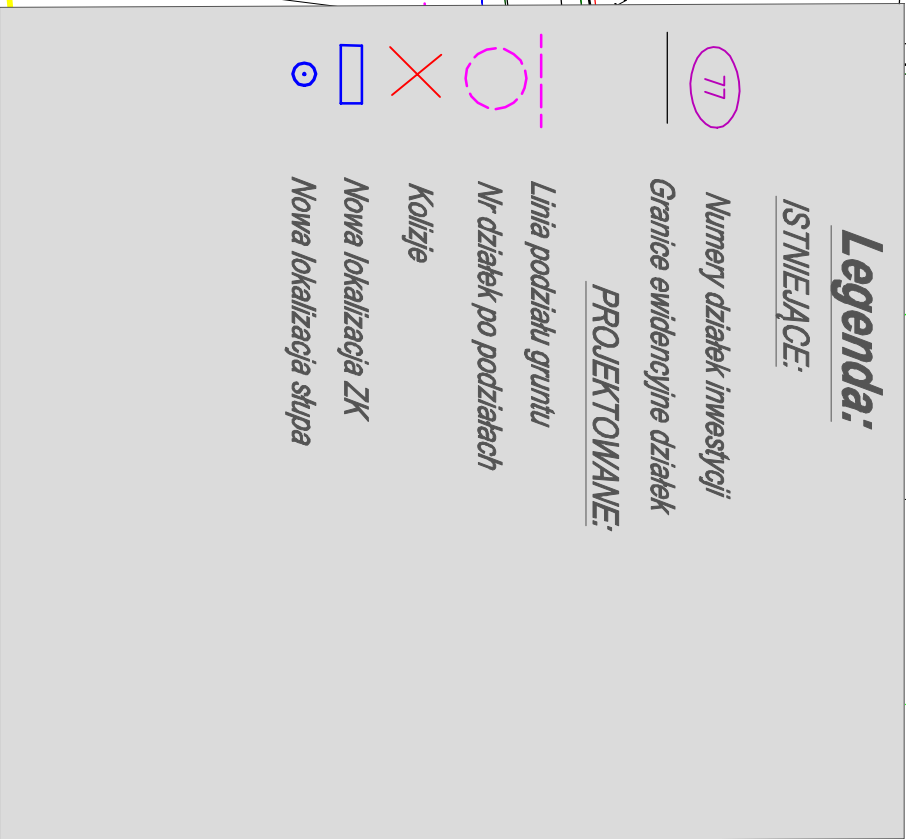 Legenda:
ISTNIEJĄCE:
77 Numery działek inwestycji
Granice ewidencyjne działek
PROJEKTOWANE:
Linia podziału gruntu
Nr działek po podziałach
Kolizje
Nowa lokalizacja ZK
Nowa lokalizacja słupa